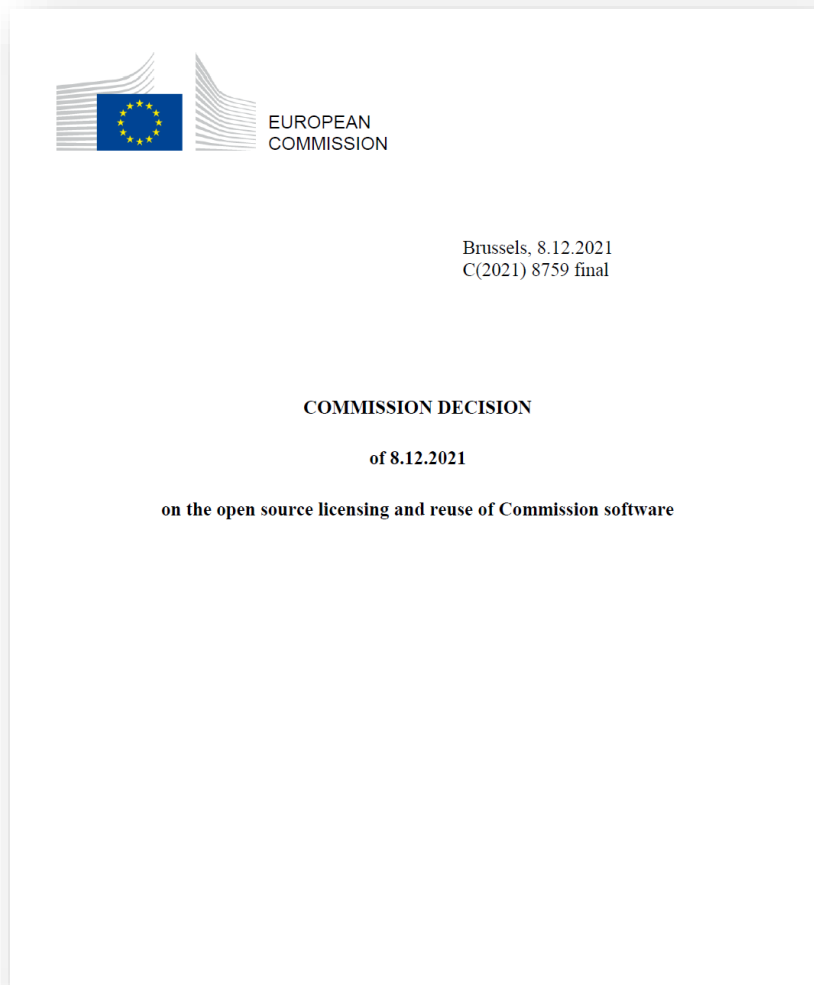 EUROPEAN
COMMISSION
Brussels, 8.12.2021
C(2021) 8759 final
COMMISSION DECISION
of 8.12.2021
on the open source licensing and reuse of Commission software